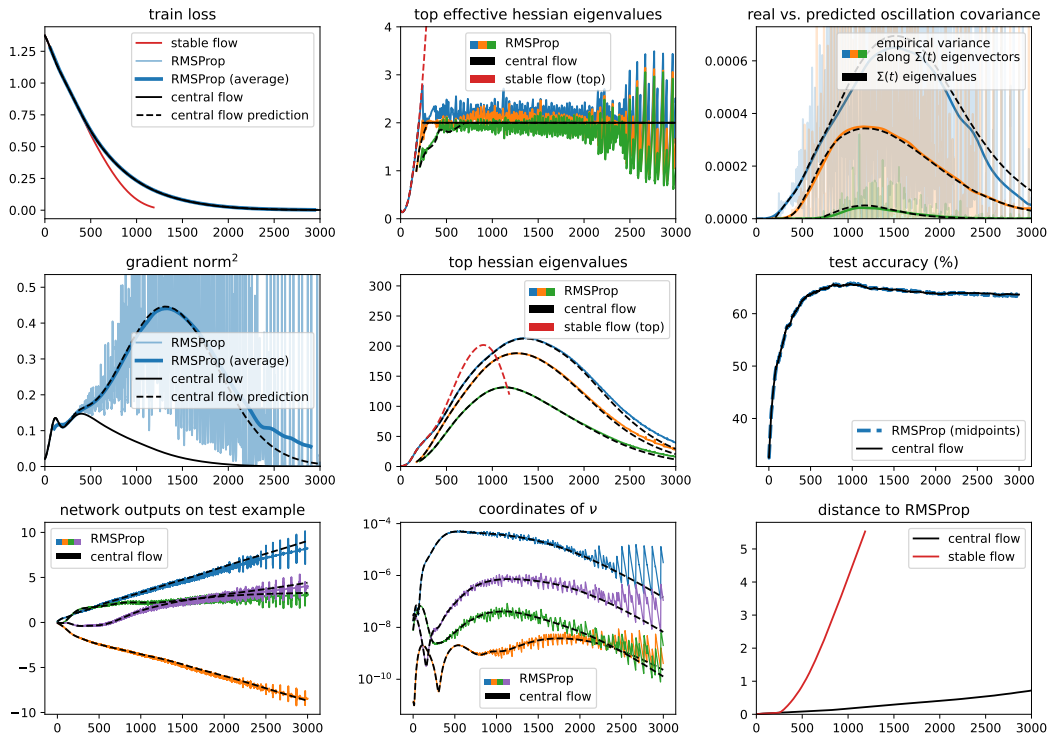 train loss
1.25
1.00
0.75
0.50
0.25
0.00
0 500 1000 1500 2000 2500 3000
stable flow
RMSProp
RMSProp (average)
central flow
central flow prediction
top effective hessian eigenvalues
4
3
2
1
0
0 500 1000 1500 2000 2500 3000
RMSProp
central flow
stable flow (top)
real vs. predicted oscillation covariance
0.0006
0.0004
0.0002
0.0000
0 500 1000 1500 2000 2500 3000
empirical variance
along Σ(t) eigenvectors
Σ(t) eigenvalues
gradient norm²
0.5
0.4
0.3
0.2
0.1
0.0
0 500 1000 1500 2000 2500 3000
RMSProp
RMSProp (average)
central flow
central flow prediction
top hessian eigenvalues
300
250
200
150
100
50
0
0 500 1000 1500 2000 2500 3000
RMSProp
central flow
stable flow (top)
test accuracy (%)
60
50
40
0 500 1000 1500 2000 2500 3000
RMSProp (midpoints)
central flow
network outputs on test example
10
5
0
−5
−10
0 500 1000 1500 2000 2500 3000
RMSProp
central flow
coordinates of ν
10⁻⁴
10⁻⁶
10⁻⁸
10⁻¹⁰
0 500 1000 1500 2000 2500 3000
RMSProp
central flow
distance to RMSProp
5
4
3
2
1
0
0 500 1000 1500 2000 2500 3000
central flow
stable flow